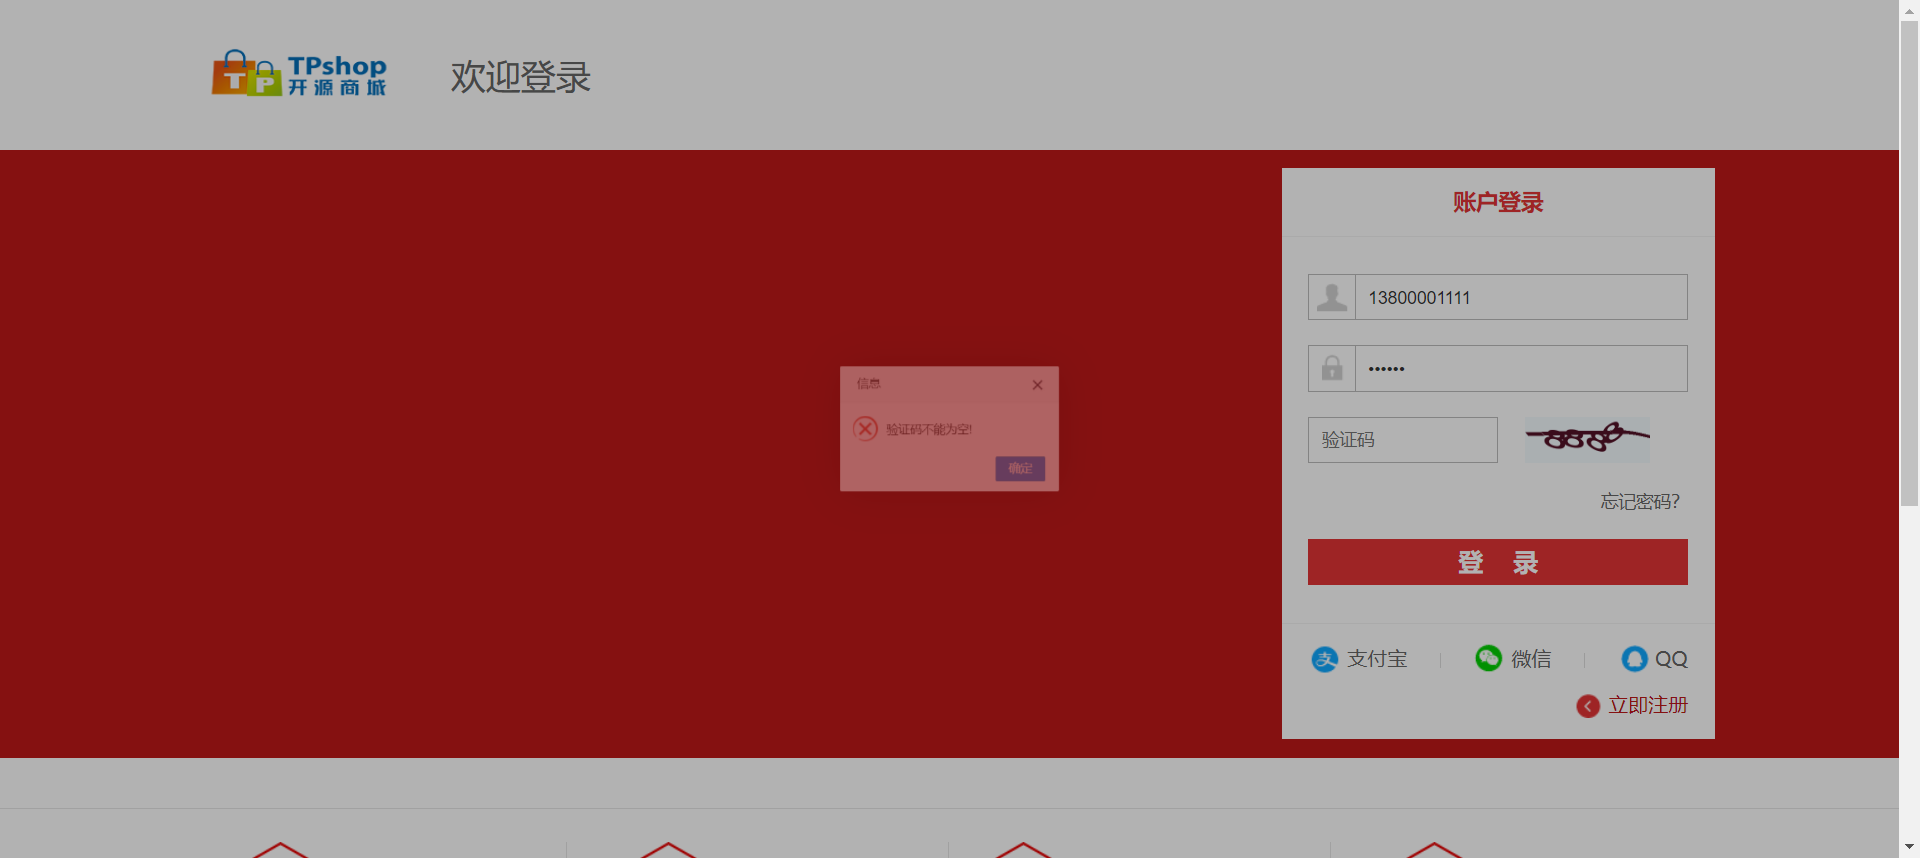 TPshop
开源商城
欢迎登录
账户登录
13800001111
••••••
验证码
8888
忘记密码?
登 录
支付宝
微信
QQ
立即注册
信息
验证码不能为空!
确定